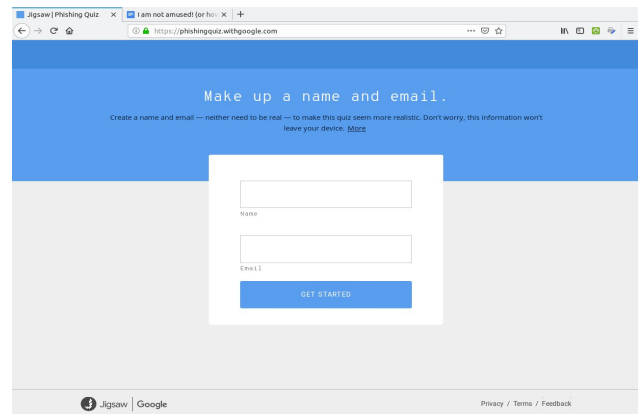 Jigsaw | Phishing Quiz
I am not amused! (or how
https://phishingquiz.withgoogle.com
Make up a name and email.
Create a name and email — neither need to be real — to make this quiz seem more realistic. Don't worry, this information won't
leave your device. More
Name
Email
GET STARTED
Jigsaw | Google
Privacy / Terms / Feedback